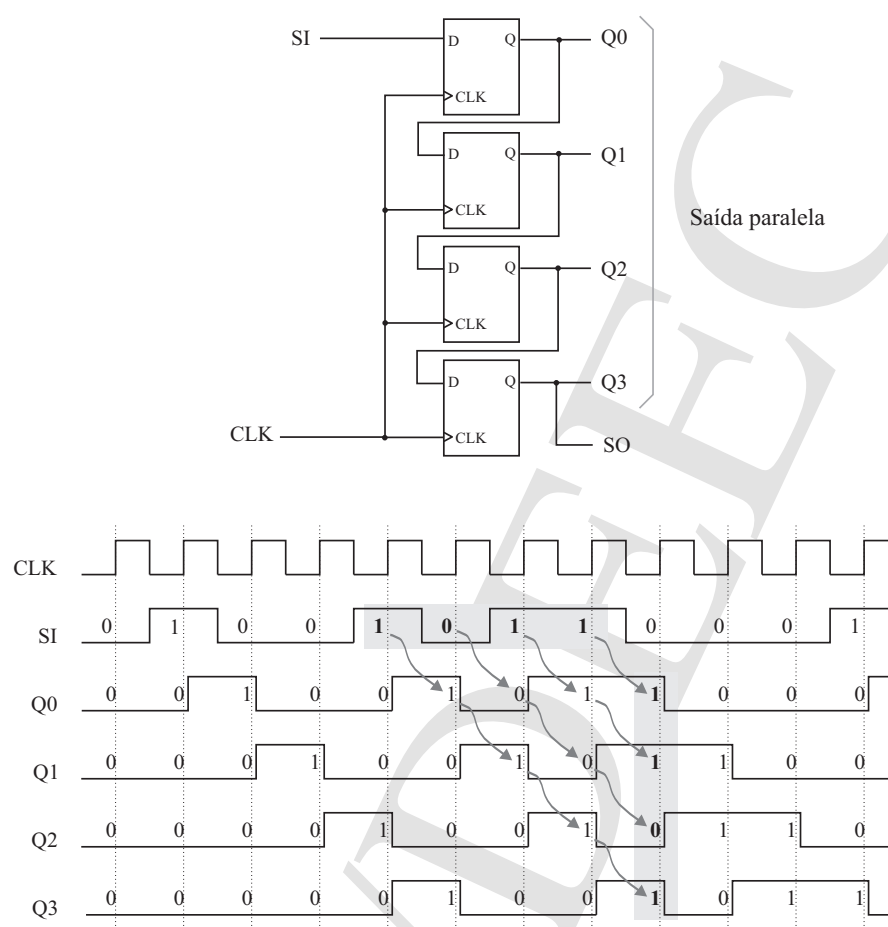 SI D Q Q0
CLK
D Q Q1
CLK
Saída paralela
D Q Q2
CLK
D Q Q3
CLK CLK
SO
CLK
SI 0 1 0 0 1 0 1 1 0 0 0 1
Q0 0 0 1 0 0 1 0 1 1 0 0 0
Q1 0 0 0 1 0 0 1 0 1 1 0 0
Q2 0 0 0 0 1 0 0 1 0 1 1 0
Q3 0 0 0 0 0 1 0 0 1 0 1 1
DEEC